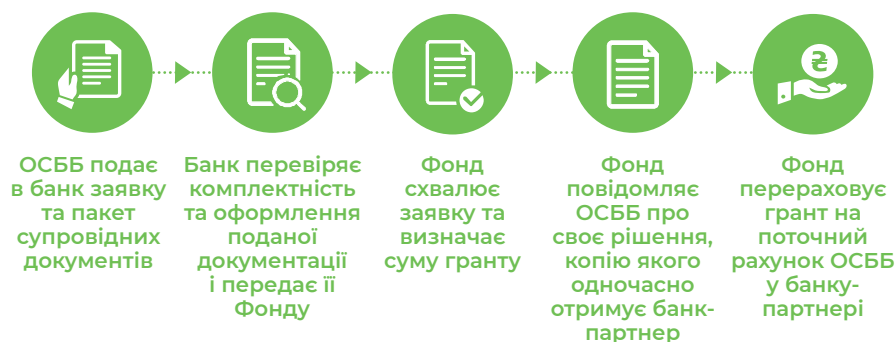 ₴
ОСББ подає
в банк заявку
та пакет
супровідних
документів
Банк перевіряє
комплектність
та оформлення
поданої
документації
і передає її
Фонду
Фонд
схвалює
заявку та
визначає
суму гранту
Фонд
повідомляє
ОСББ про
своє рішення,
копію якого
одночасно
отримує банк-
партнер
Фонд
перераховує
грант на
поточний
рахунок ОСББ
у банку-
партнері